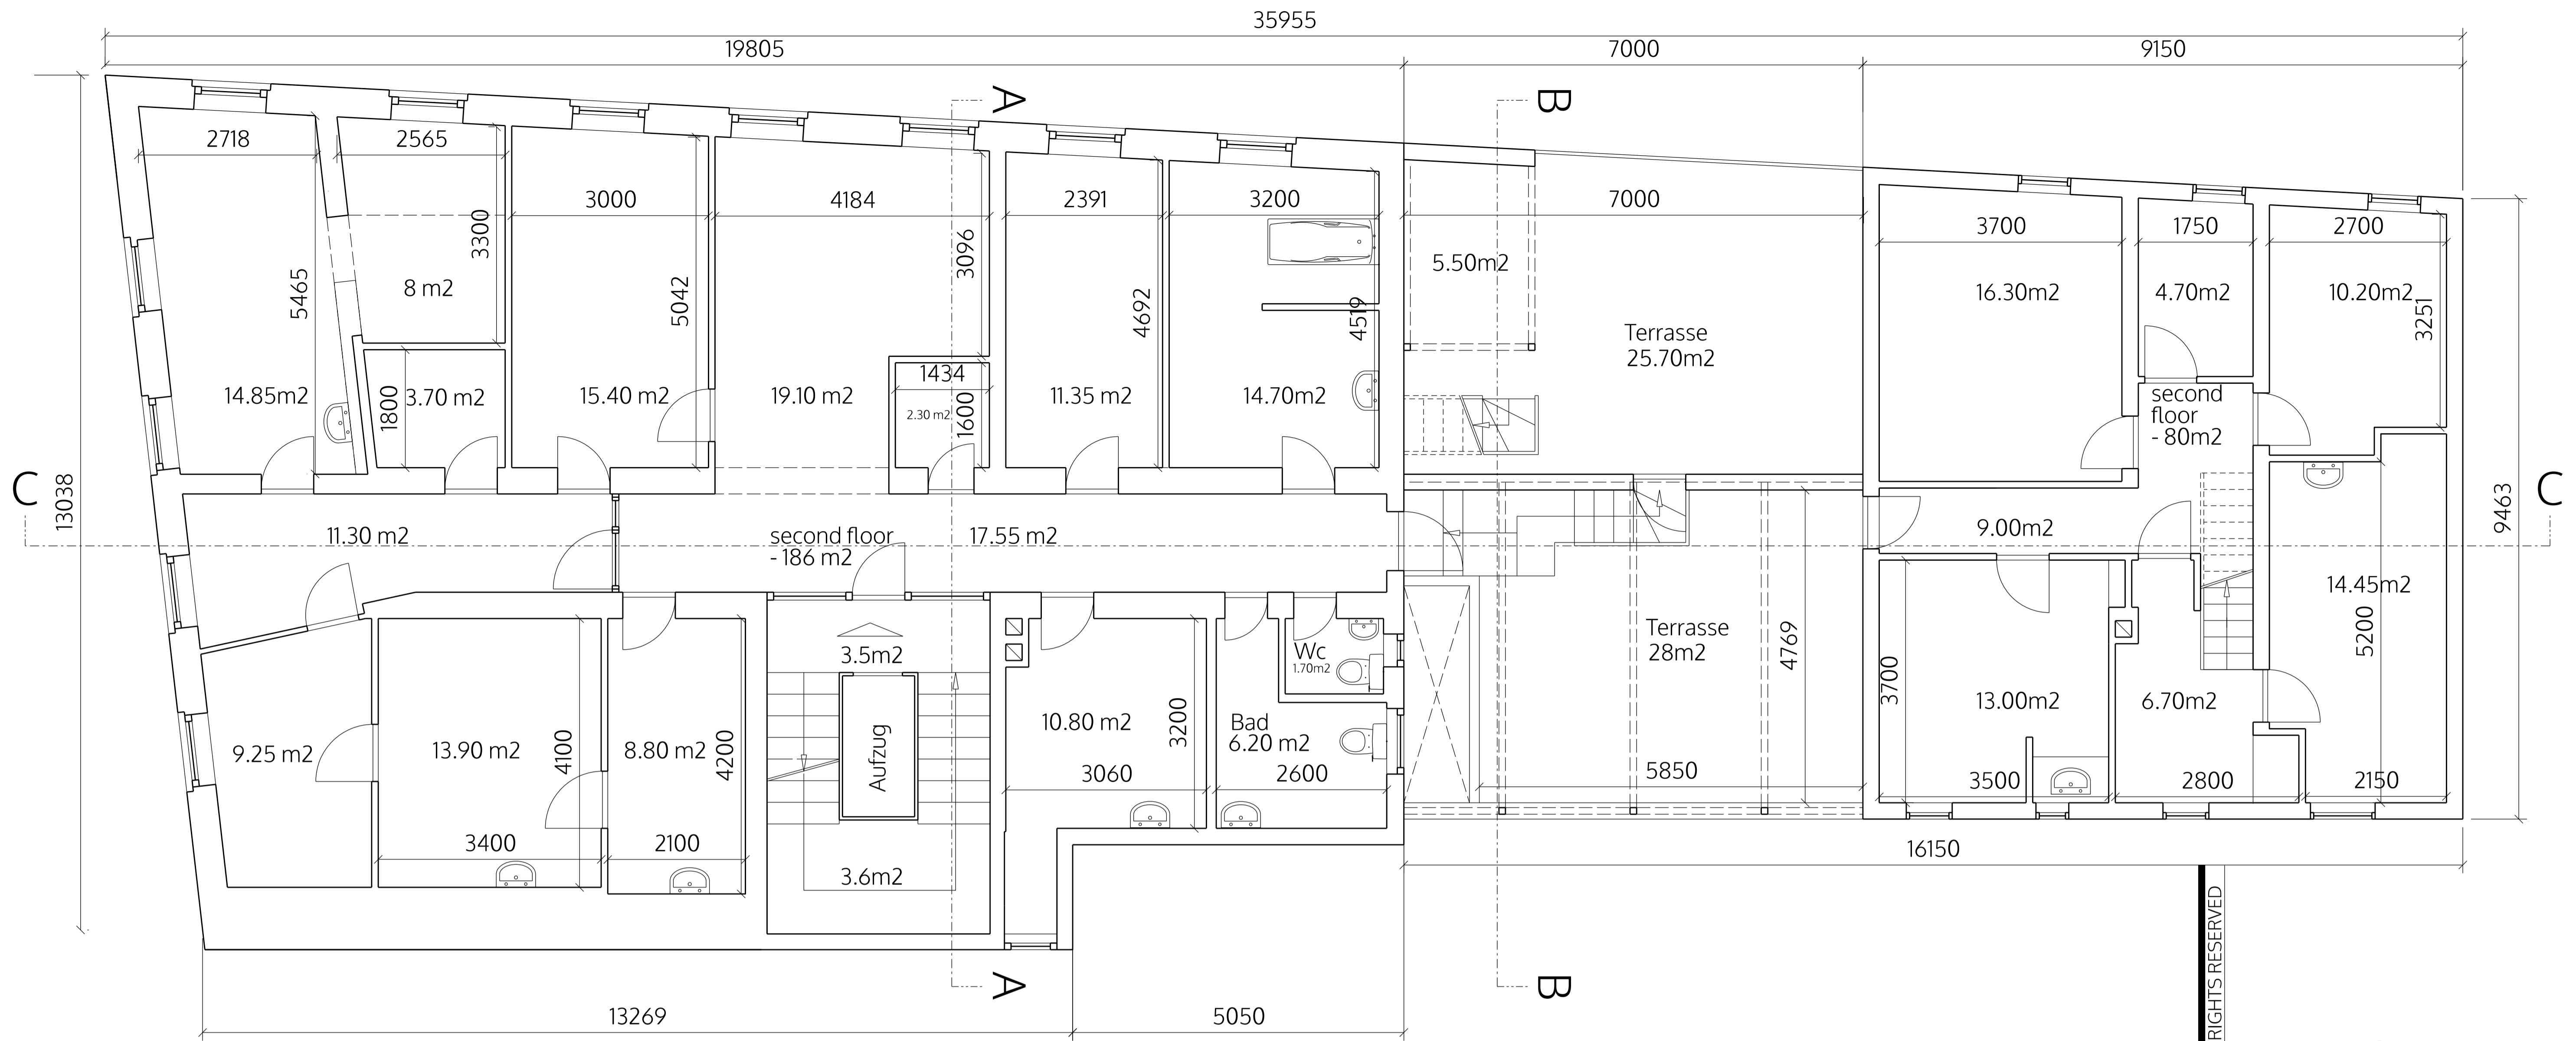 35955
19805
7000
9150
A
B
2718
2565
3000
4184
2391
3200
7000
3700
1750
2700
3300
3096
5465
5042
4692
4519
3251
8 m2
5.50m2
16.30m2
4.70m2
10.20m2
Terrasse
25.70m2
14.85m2
1800
3.70 m2
15.40 m2
19.10 m2
1434
2.30 m2
1600
11.35 m2
14.70m2
second
floor
- 80m2
C
13038
11.30 m2
second floor
- 186 m2
17.55 m2
9.00m2
9463
C
14.45m2
5200
3.5m2
Wc
1.70m2
Terrasse
28m2
4769
3700
13.00m2
6.70m2
9.25 m2
13.90 m2
4100
8.80 m2
4200
Aufzug
10.80 m2
3200
Bad
6.20 m2
3060
2600
5850
3500
2800
2150
3400
2100
3.6m2
16150
RIGHTS RESERVED
A
B
13269
5050